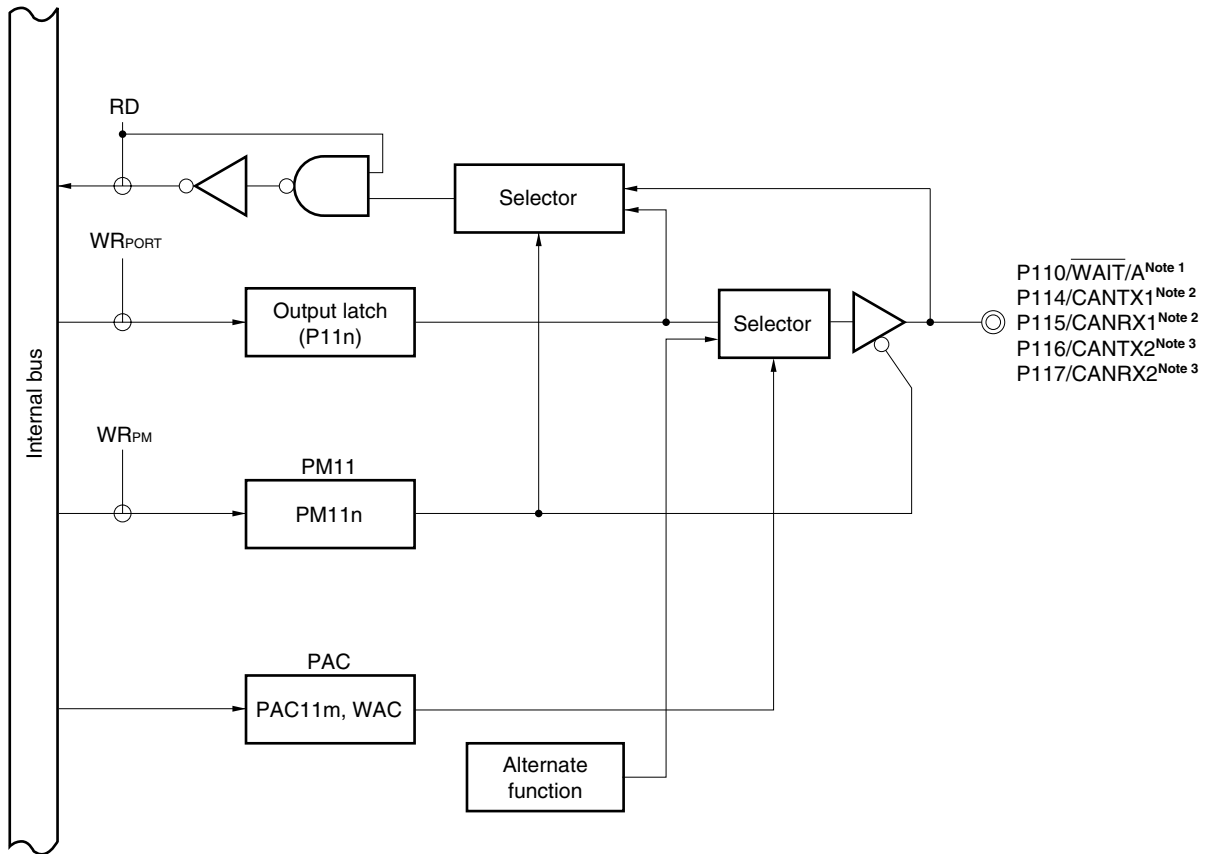 RD
Selector
WRPORT
Output latch
(P11n)
Selector
P110/WAIT/ANote 1
P114/CANTX1Note 2
P115/CANRX1Note 2
P116/CANTX2Note 3
P117/CANRX2Note 3
Internal bus
WRPM
PM11
PM11n
PAC
PAC11m, WAC
Alternate
function